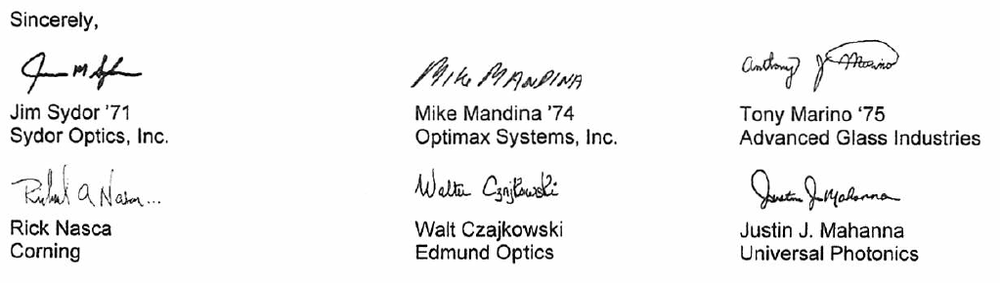 Sincerely,
Jim M Sydor
Mike Mandina
Anthony J Marino
Jim Sydor '71
Mike Mandina '74
Tony Marino '75
Sydor Optics, Inc.
Optimax Systems, Inc.
Advanced Glass Industries
Richard A Nasca...
Walter Czajkowski
Justin J. Mahanna
Rick Nasca
Walt Czajkowski
Justin J. Mahanna
Corning
Edmund Optics
Universal Photonics